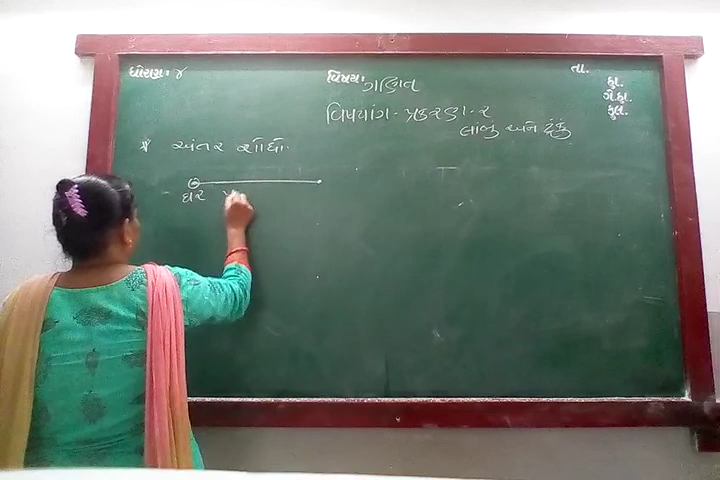 ધોરણ: ૪
વિષય: ગણિત
તા.
હા.
ગે.હા.
કુલ.
વિષયાંગ - પ્રકરણ - ૨
લાંબુ અને ટૂંકું
* અંતર શોધો.
ઘર